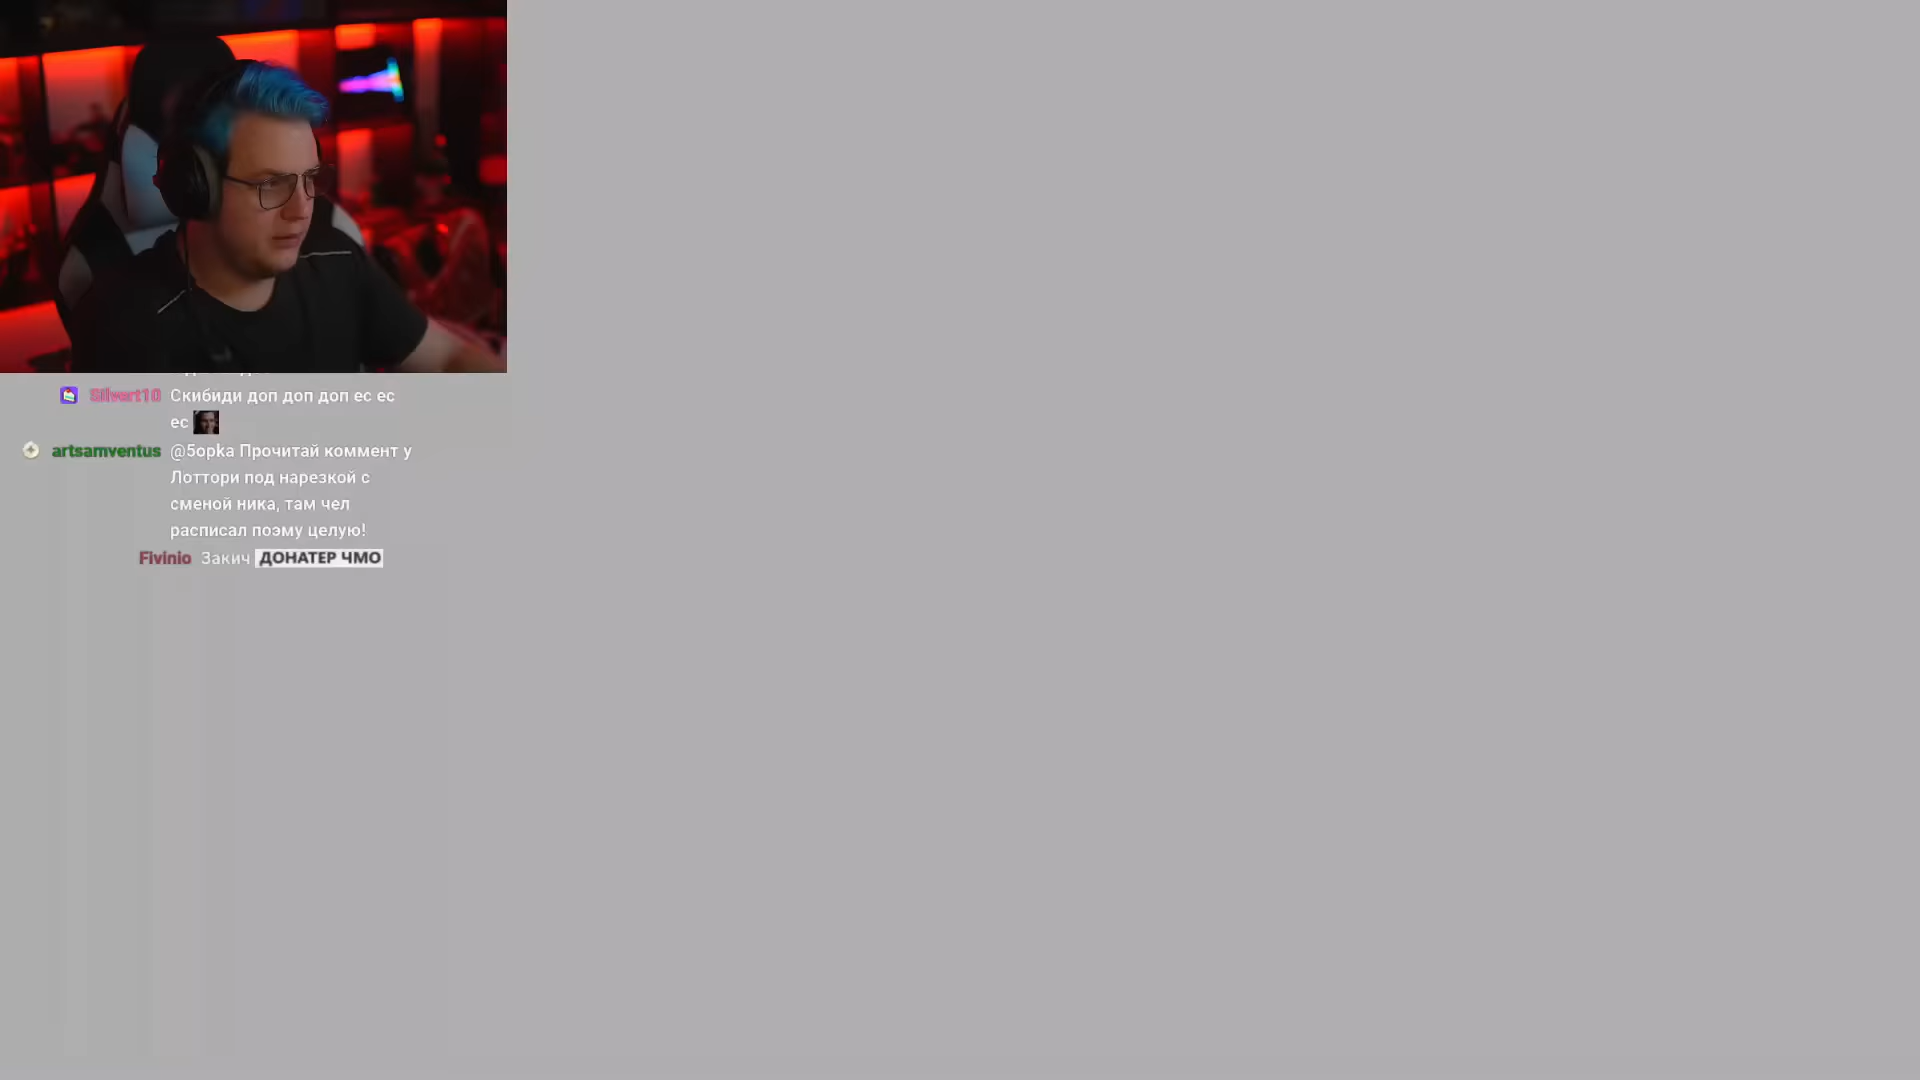 Silvert10 Скибиди доп доп доп ес ес
ес
artsamventus @5opka Прочитай коммент у
Лоттори под нарезкой с
сменой ника, там чел
расписал поэму целую!
Fivinio Закич ДОНАТЕР ЧМО